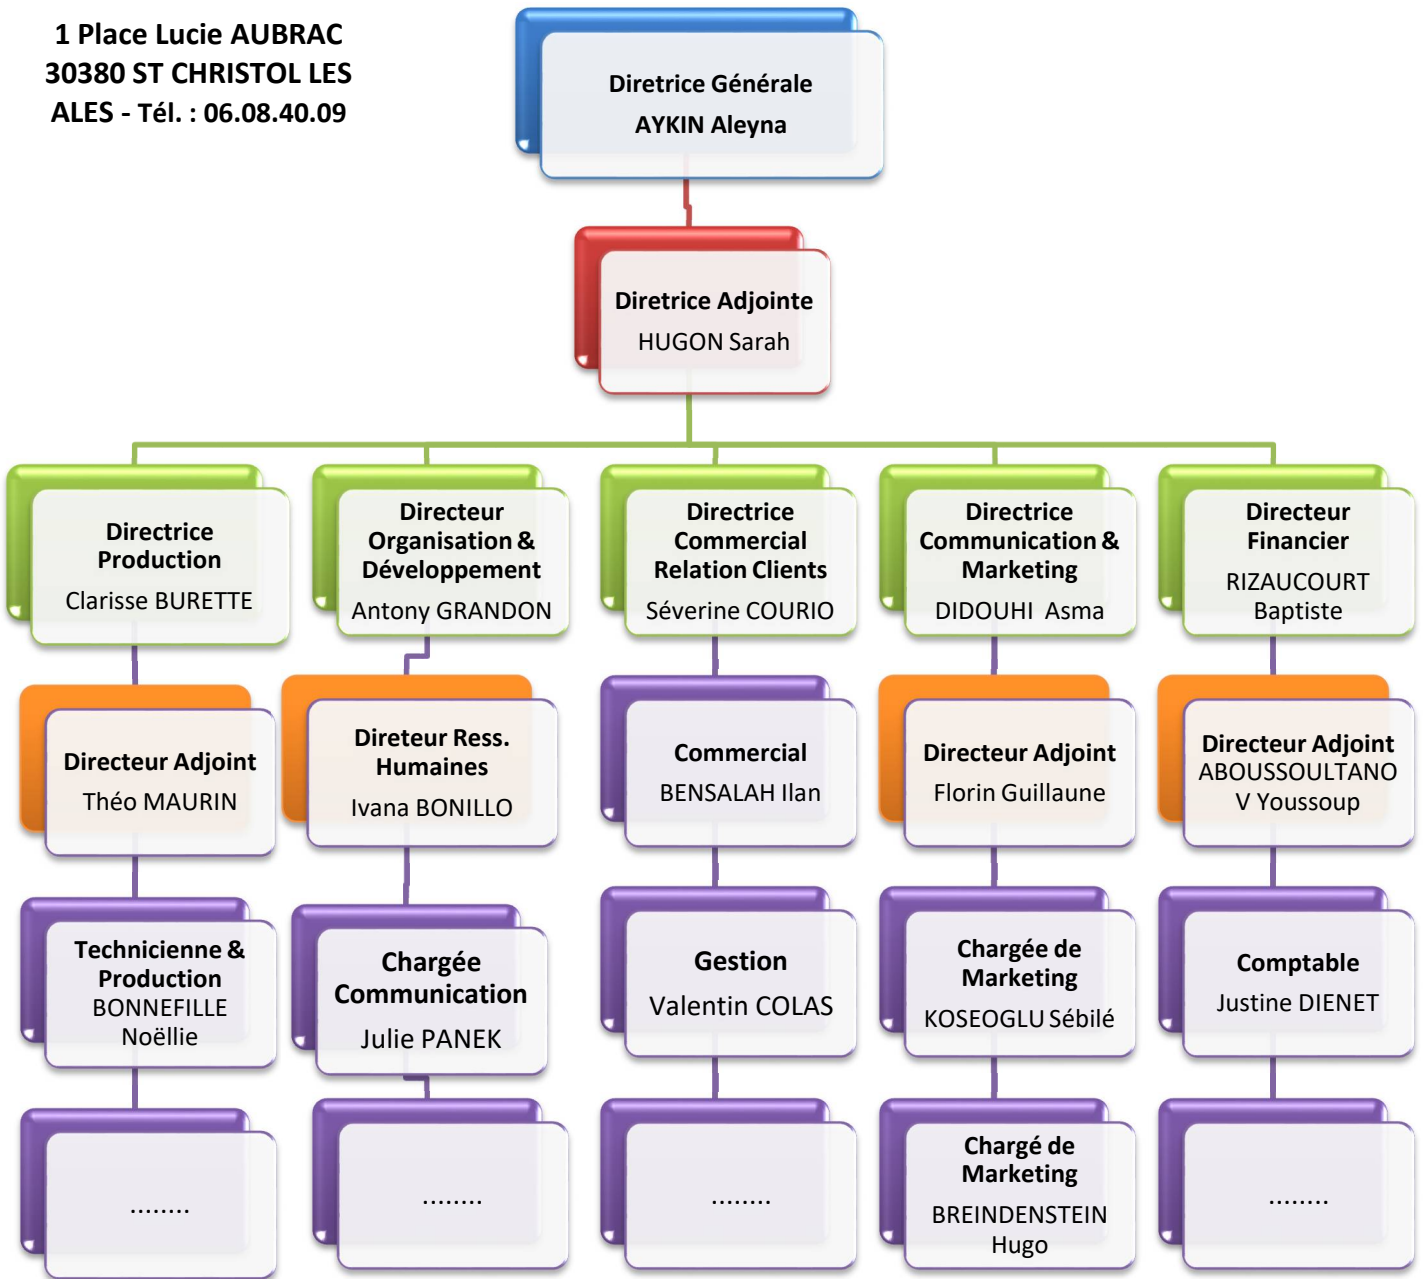 1 Place Lucie AUBRAC
30380 ST CHRISTOL LES
ALES - Tél. : 06.08.40.09
Diretrice Générale
AYKIN Aleyna
Diretrice Adjointe
HUGON Sarah
Directrice
Production
Clarisse BURETTE
Directeur
Organisation &
Développement
Antony GRANDON
Directrice
Commercial
Relation Clients
Séverine COURIO
Directrice
Communication &
Marketing
DIDOUHI Asma
Directeur
Financier
RIZAUCOURT
Baptiste
Directeur Adjoint
Théo MAURIN
Direteur Ress.
Humaines
Ivana BONILLO
Commercial
BENSALAH Ilan
Directeur Adjoint
Florin Guillaune
Directeur Adjoint
ABOUSSOULTANO
V Youssoup
Technicienne &
Production
BONNEFILLE
Noëllie
Chargée
Communication
Julie PANEK
Gestion
Valentin COLAS
Chargée de
Marketing
KOSEOGLU Sébilé
Comptable
Justine DIENET
........
........
........
Chargé de
Marketing
BREINDENSTEIN
Hugo
........